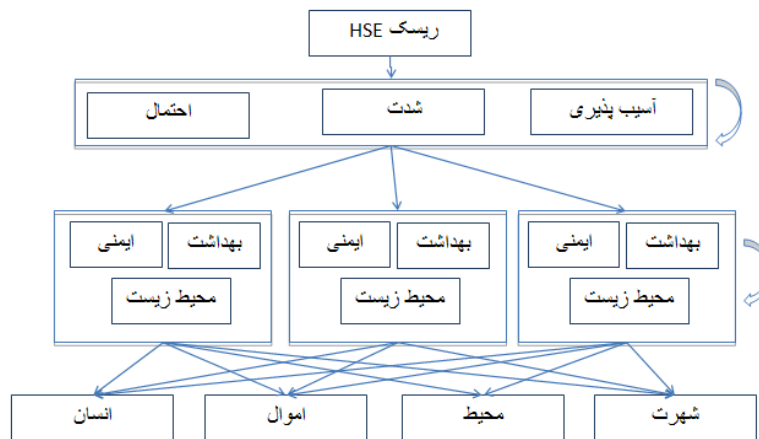 ریسک HSE
آسیب پذیری
شدت
احتمال
بهداشت
ایمنی
محیط زیست
بهداشت
ایمنی
محیط زیست
بهداشت
ایمنی
محیط زیست
شهرت
محیط
اموال
انسان